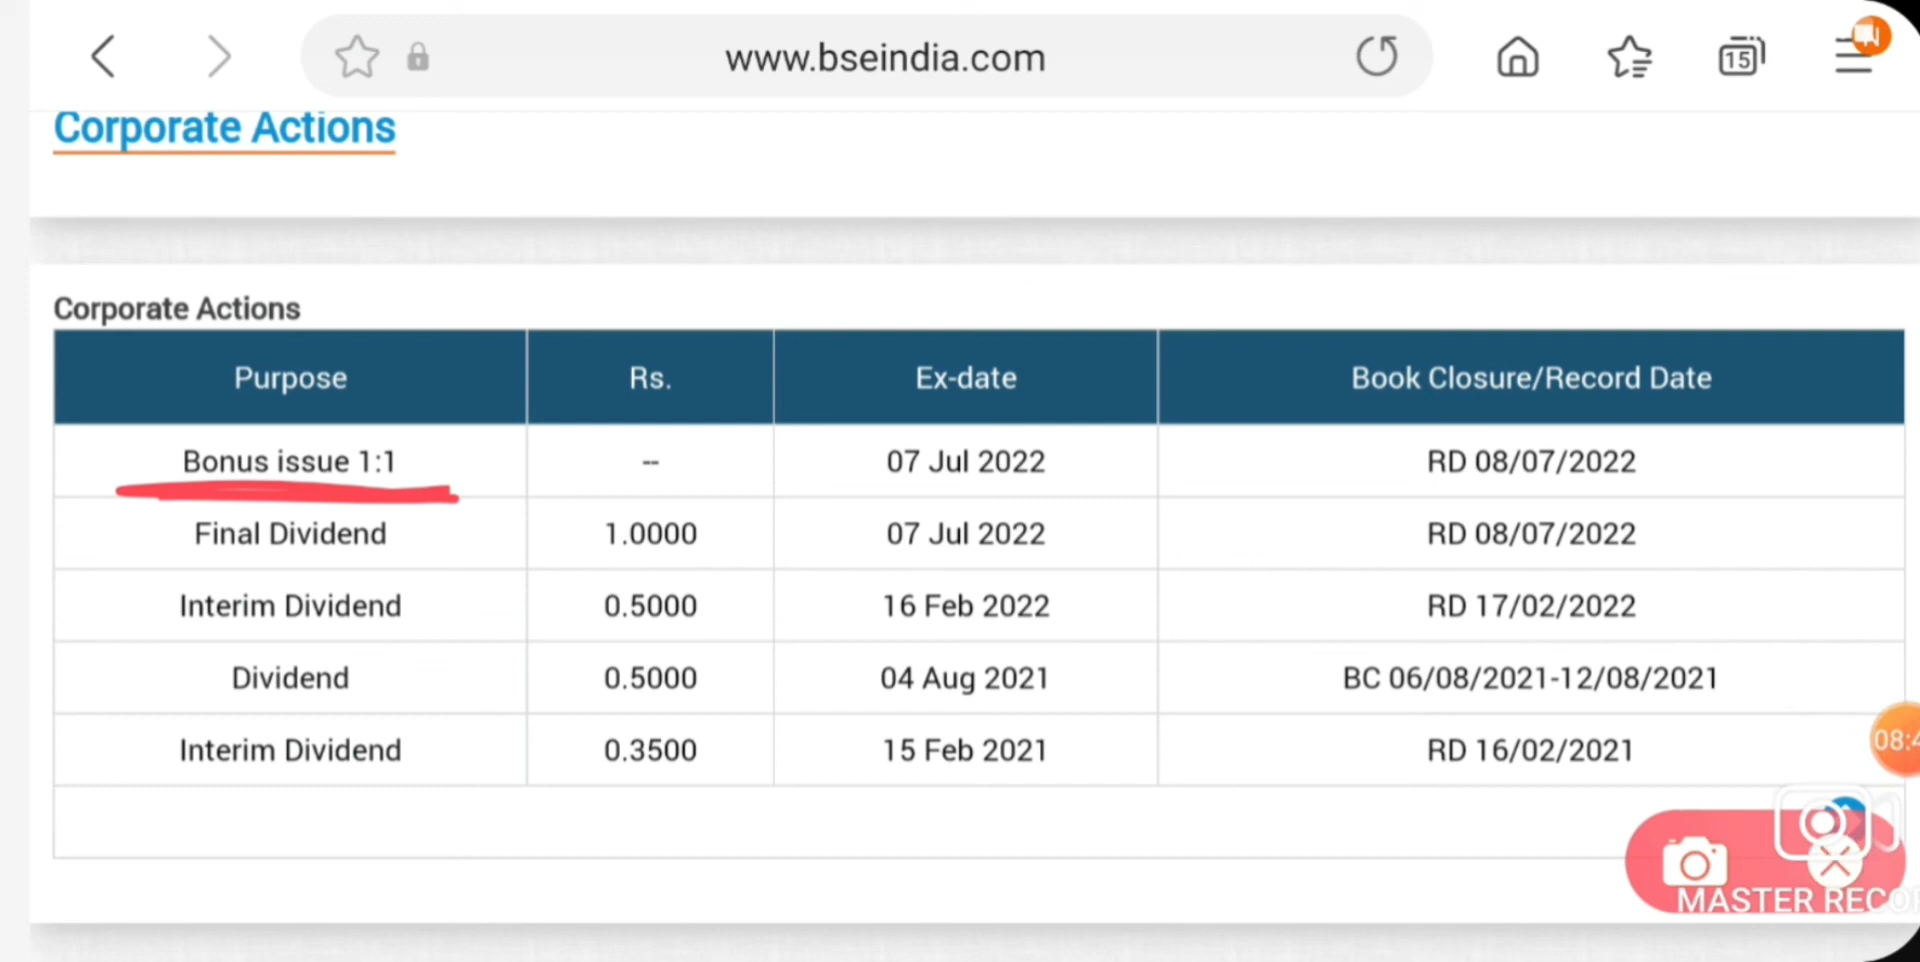 www.bseindia.com
15
Corporate Actions
Corporate Actions
Purpose Rs. Ex-date Book Closure/Record Date
Bonus issue 1:1 -- 07 Jul 2022 RD 08/07/2022
Final Dividend 1.0000 07 Jul 2022 RD 08/07/2022
Interim Dividend 0.5000 16 Feb 2022 RD 17/02/2022
Dividend 0.5000 04 Aug 2021 BC 06/08/2021-12/08/2021
Interim Dividend 0.3500 15 Feb 2021 RD 16/02/2021
08:4
MASTER RECO